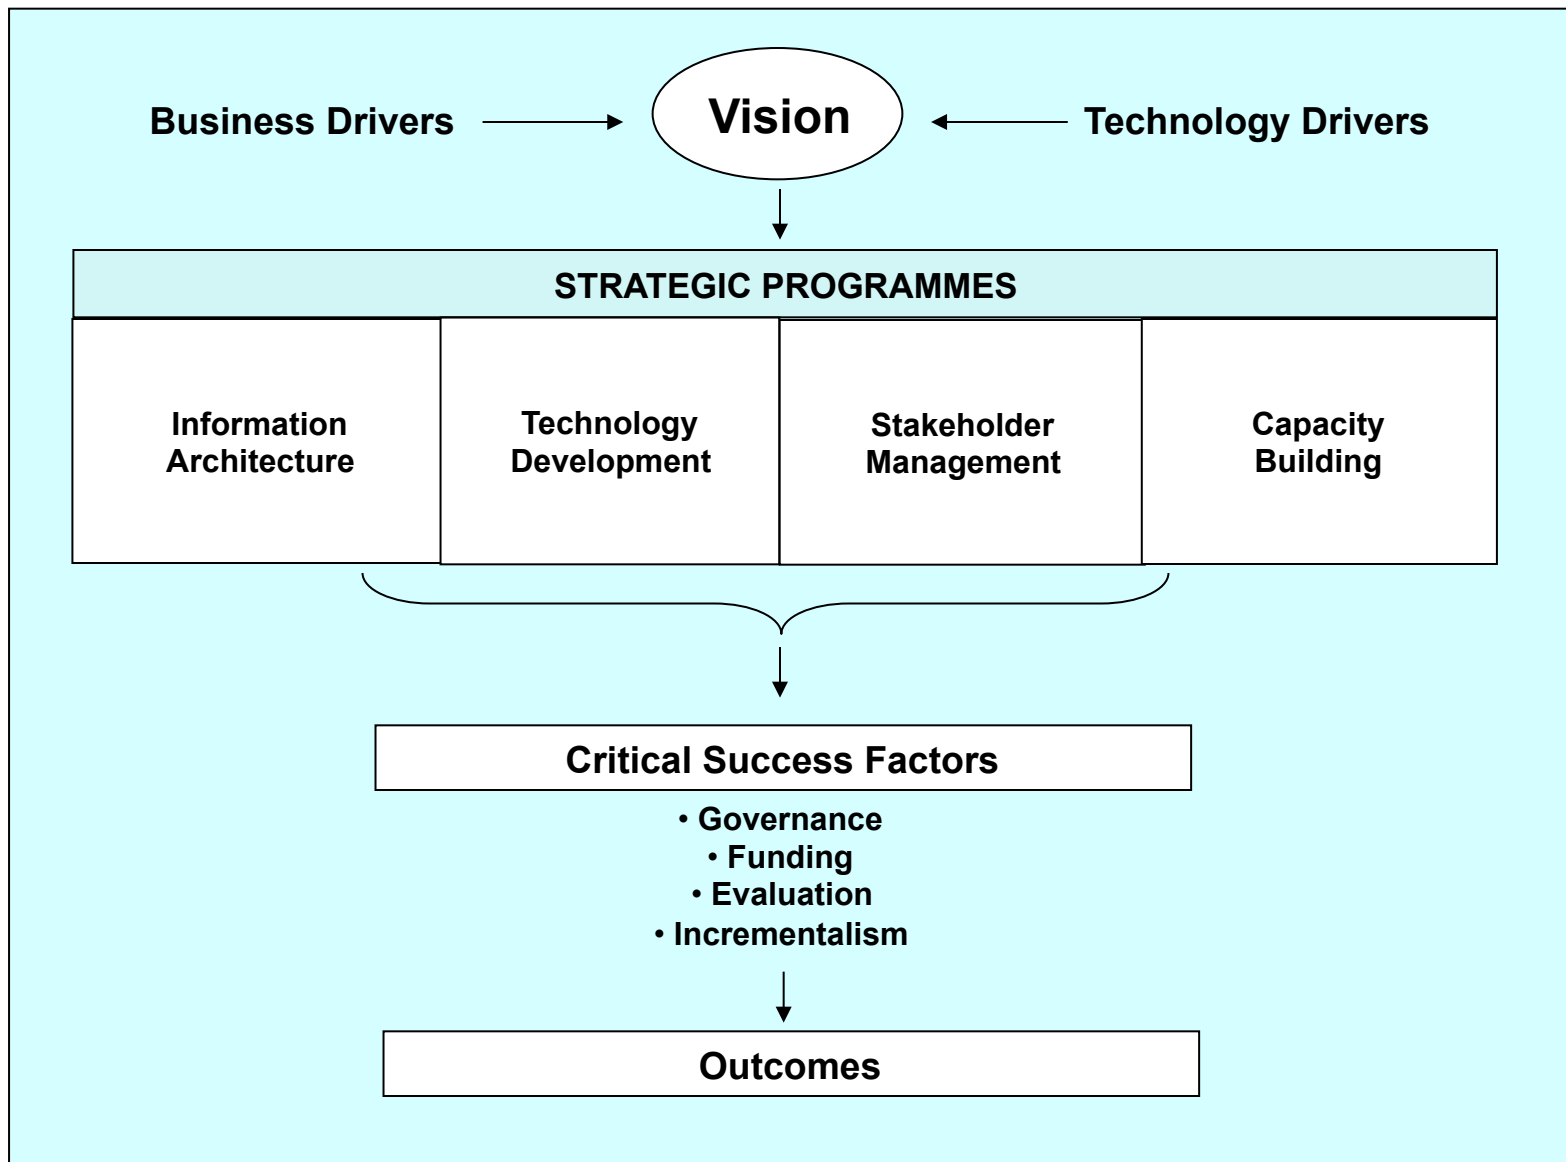 Business Drivers
Vision
Technology Drivers
STRATEGIC PROGRAMMES
Information
Architecture
Technology
Development
Stakeholder
Management
Capacity
Building
Critical Success Factors
• Governance
• Funding
• Evaluation
• Incrementalism
Outcomes